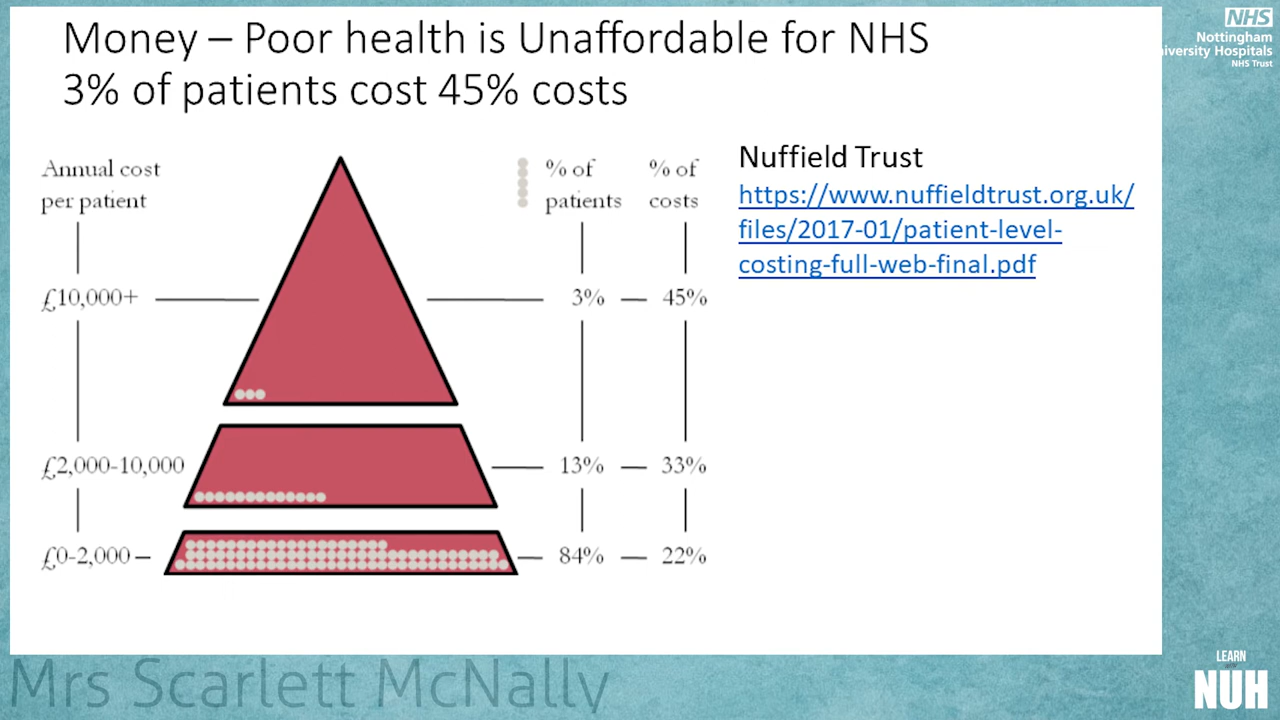 Money – Poor health is Unaffordable for NHS
3% of patients cost 45% costs
NHS
Nottingham
University Hospitals
NHS Trust
Annual cost
per patient
% of
patients
% of
costs
£10,000+
3%
45%
£2,000-10,000
13%
33%
£0-2,000
84%
22%
Nuffield Trust
https://www.nuffieldtrust.org.uk/
files/2017-01/patient-level-
costing-full-web-final.pdf
Mrs Scarlett McNally
LEARN
NUH